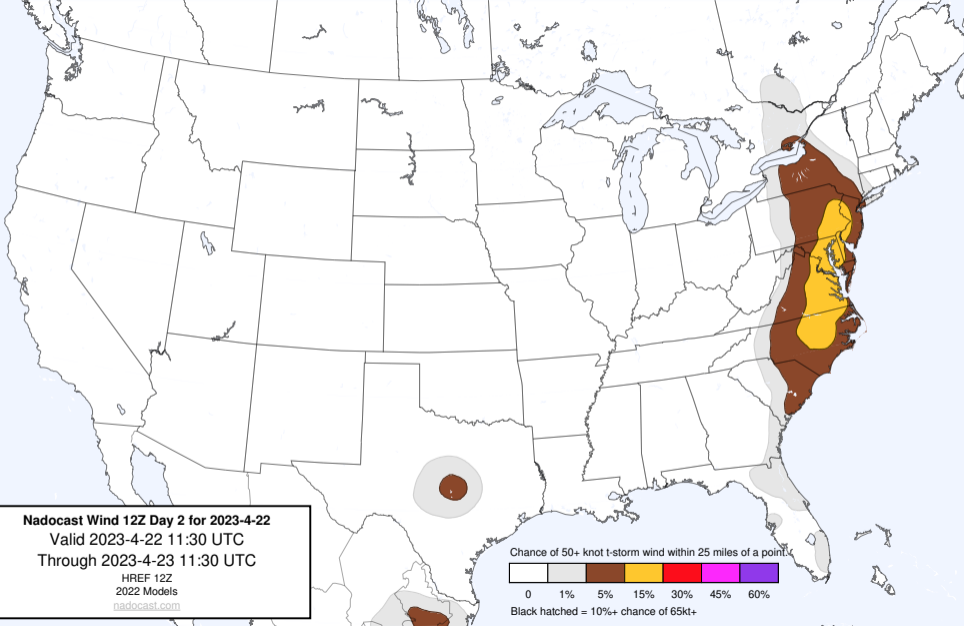 Nadocast Wind 12Z Day 2 for 2023-4-22
Valid 2023-4-22 11:30 UTC
Through 2023-4-23 11:30 UTC
HREF 12Z
2022 Models
nadocast.com
Chance of 50+ knot t-storm wind within 25 miles of a point.
0 1% 5% 15% 30% 45% 60%
Black hatched = 10%+ chance of 65kt+